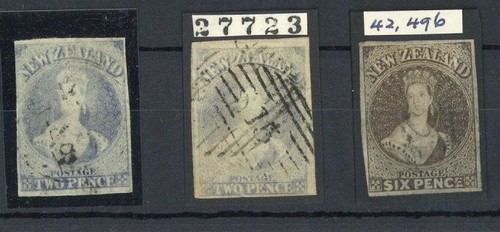 27723
42, 496
NEW ZEALAND
POSTAGE
TWO PENCE
NEW ZEALAND
POSTAGE
TWO PENCE
NEW ZEALAND
POSTAGE
SIX PENCE